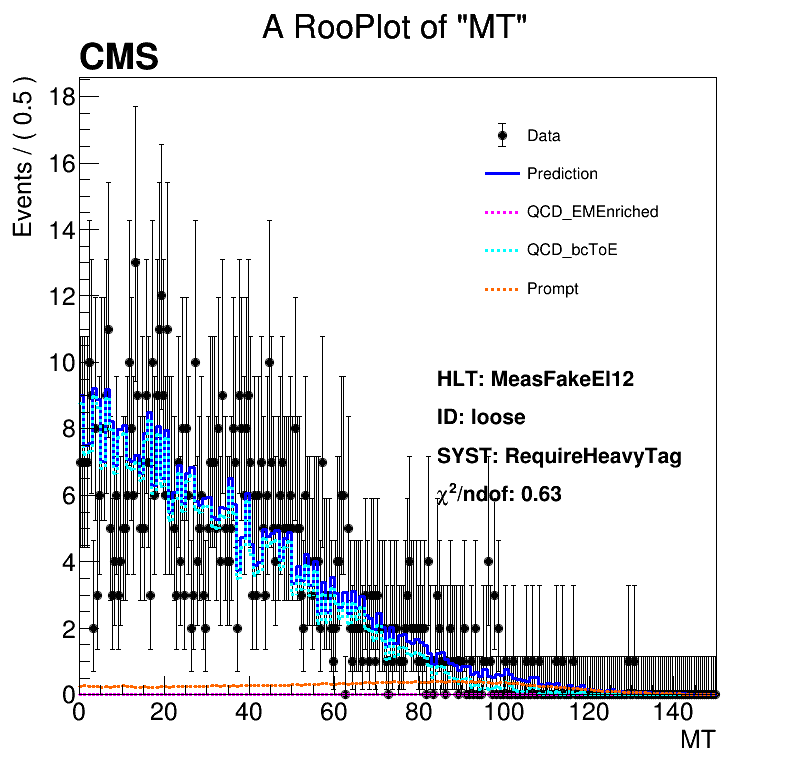 A RooPlot of "MT"
CMS
Events / ( 0.5 )
18
16
14
12
10
8
6
4
2
0
Data
Prediction
QCD_EMEnriched
QCD_bcToE
Prompt
HLT: MeasFakeEl12
ID: loose
SYST: RequireHeavyTag
χ²/ndof: 0.63
0 20 40 60 80 100 120 140
MT